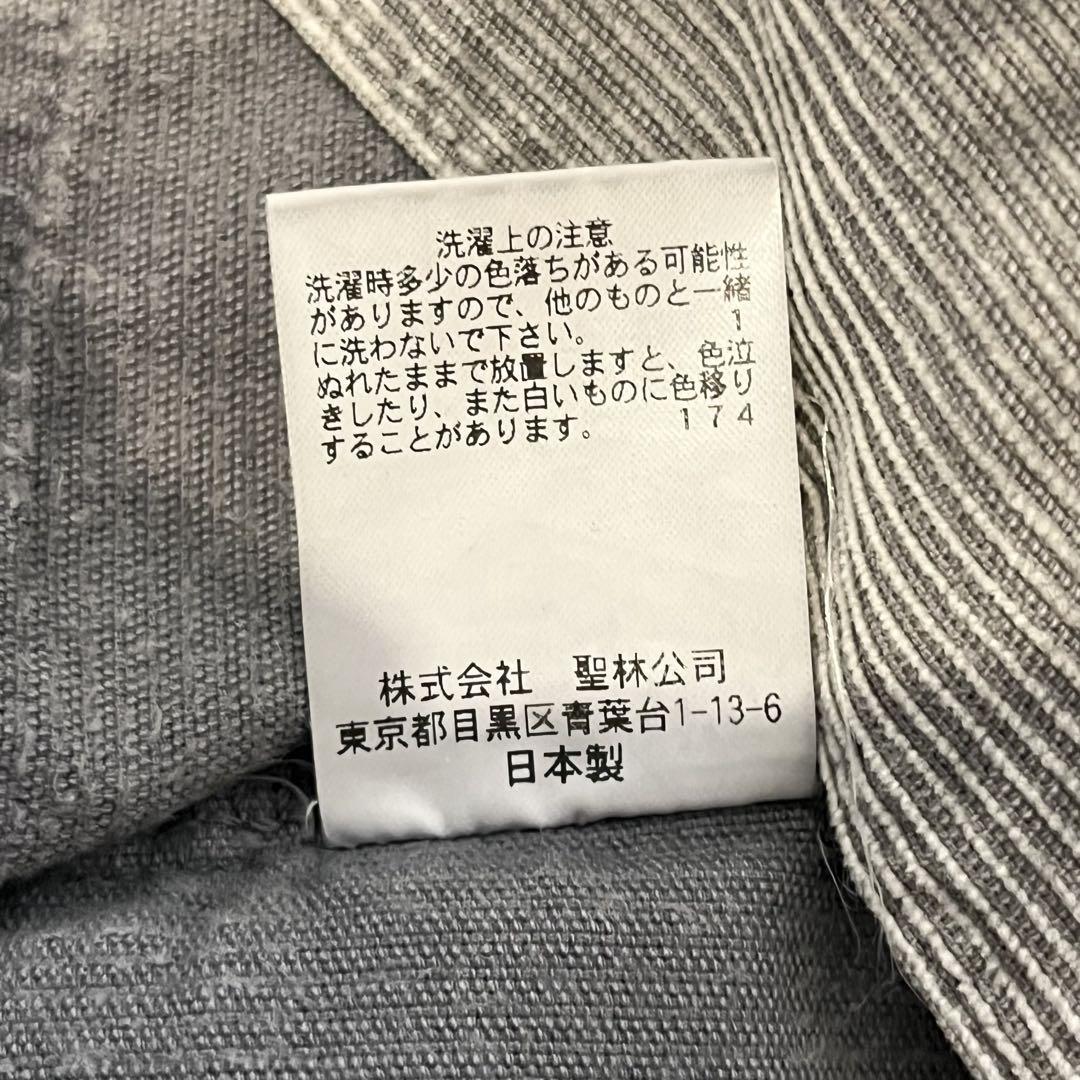 洗濯上の注意
洗濯時多少の色落ちがある可能性
がありますので、他のものと一緒
に洗わないで下さい。 1
ぬれたままで放置しますと、色泣
きしたり、また白いものに色移り
することがあります。 174
株式会社 聖林公司
東京都目黒区青葉台1-13-6
日本製